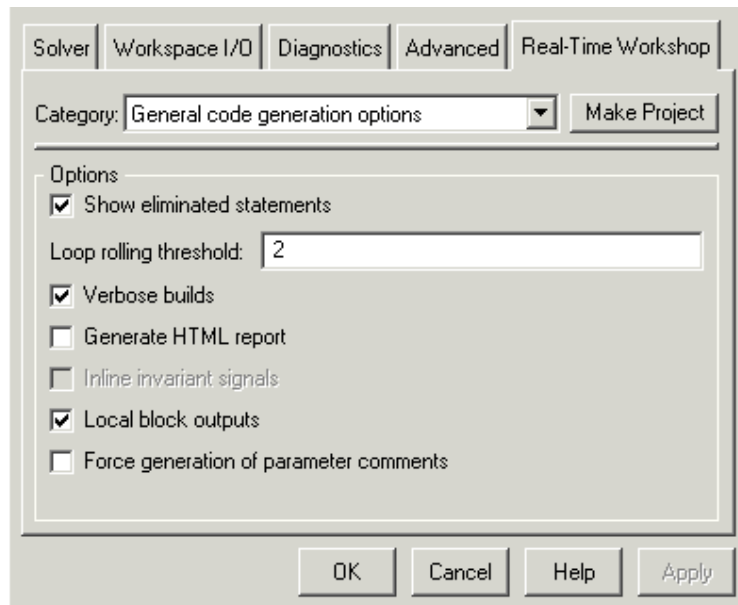 Solver Workspace I/O Diagnostics Advanced Real-Time Workshop
Category: General code generation options Make Project
Options
Show eliminated statements
Loop rolling threshold: 2
Verbose builds
Generate HTML report
Inline invariant signals
Local block outputs
Force generation of parameter comments
OK Cancel Help Apply